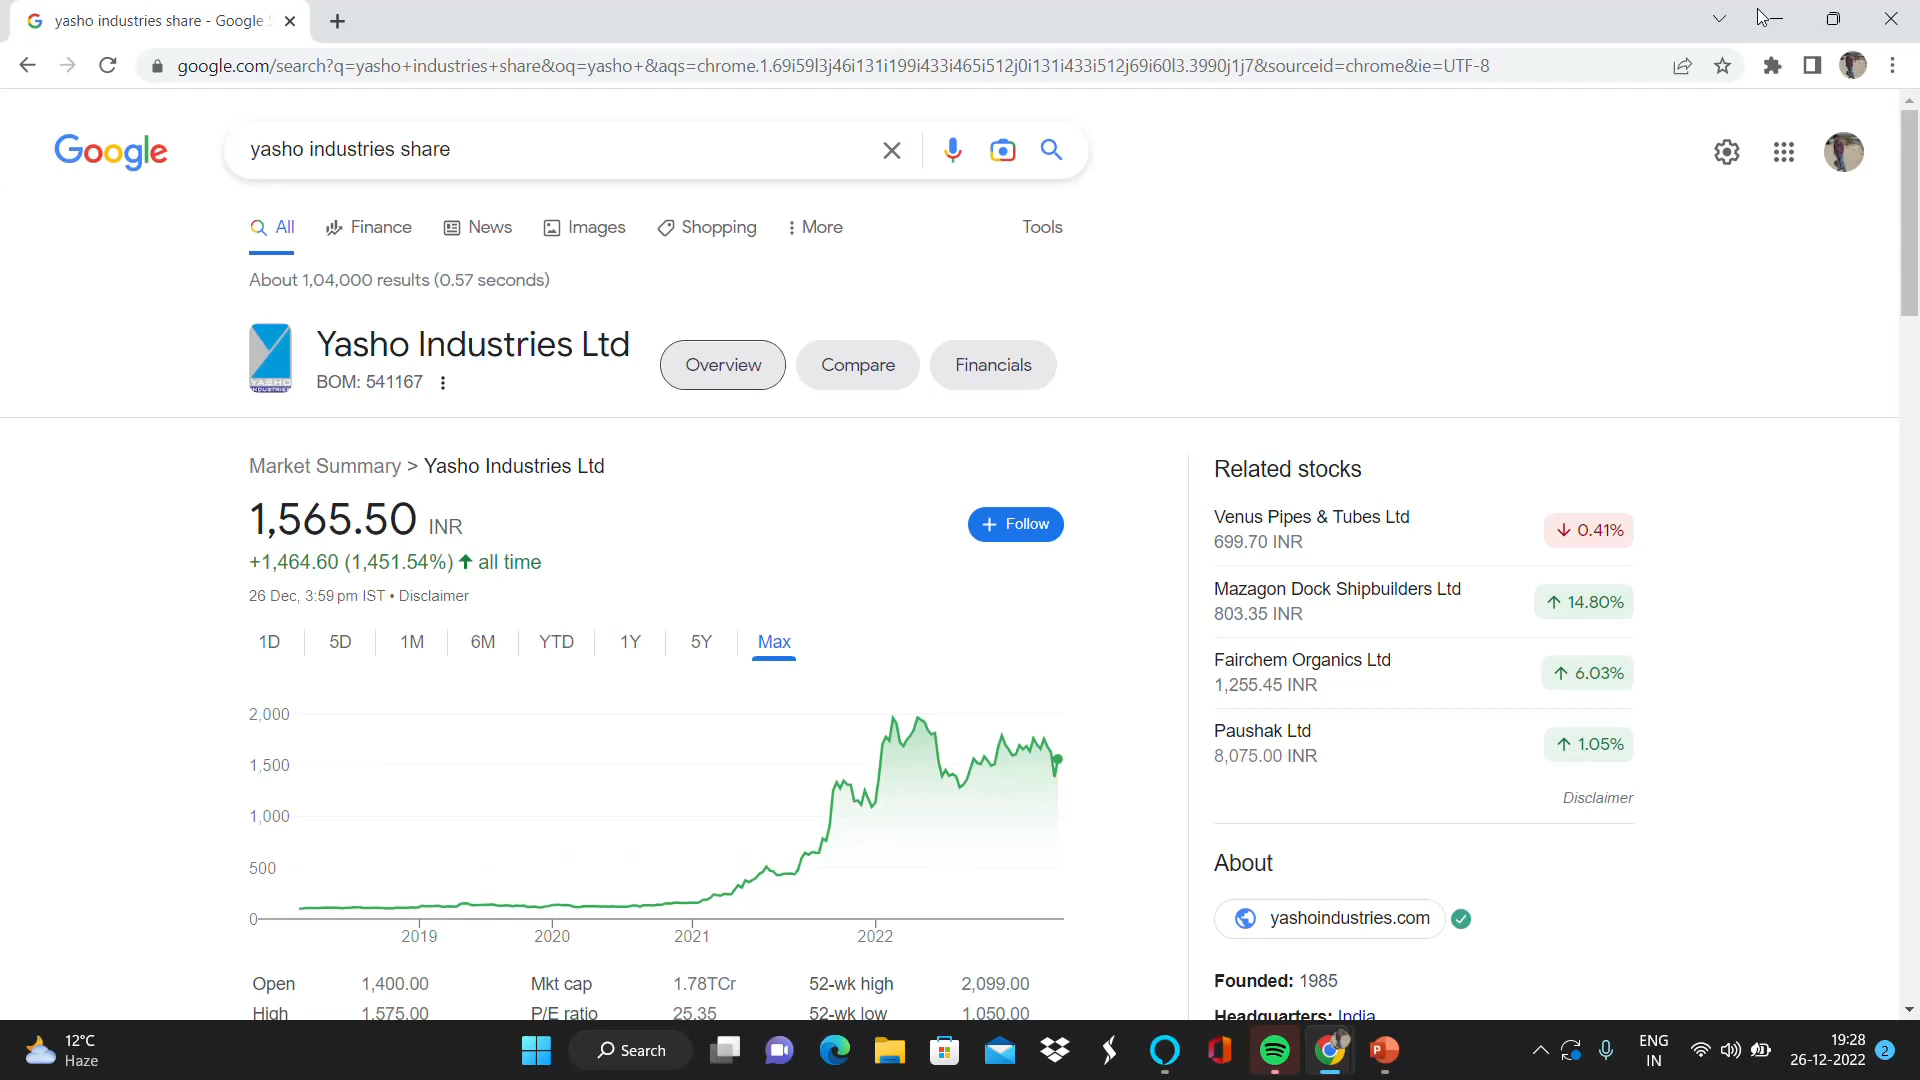 yasho industries share - Google S
google.com/search?q=yasho+industries+share&oq=yasho+&aqs=chrome.1.69i59l3j46i131i199i433i465i512j0i131i433i512j69i60l3.3990j1j7&sourceid=chrome&ie=UTF-8
Google
yasho industries share
All
Finance
News
Images
Shopping
More
Tools
About 1,04,000 results (0.57 seconds)
YASHO
INDUSTRIES
Yasho Industries Ltd
BOM: 541167
Overview
Compare
Financials
Market Summary > Yasho Industries Ltd
1,565.50 INR
Follow
+1,464.60 (1,451.54%) all time
26 Dec, 3:59 pm IST • Disclaimer
1D 5D 1M 6M YTD 1Y 5Y Max
2,000
1,500
1,000
500
0
2019 2020 2021 2022
Open 1,400.00 Mkt cap 1.78TCr 52-wk high 2,099.00
High 1,575.00 P/E ratio 25.35 52-wk low 1,050.00
Related stocks
Venus Pipes & Tubes Ltd
699.70 INR
0.41%
Mazagon Dock Shipbuilders Ltd
803.35 INR
14.80%
Fairchem Organics Ltd
1,255.45 INR
6.03%
Paushak Ltd
8,075.00 INR
1.05%
Disclaimer
About
yashoindustries.com
Founded: 1985
Headquarters: India
12°C
Haze
Search
ENG
IN
19:28
26-12-2022
2